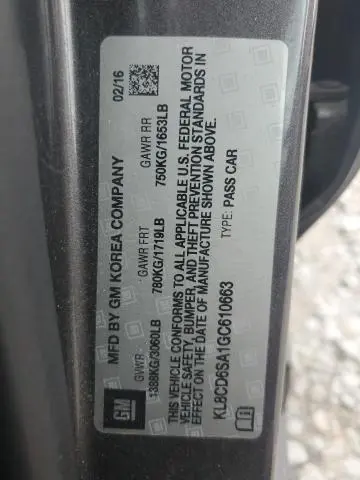 MFD BY GM KOREA COMPANY 02/16
GVWR GAWR FRT GAWR RR
1388KG/3060LB 780KG/1719LB 750KG/1653LB
THIS VEHICLE CONFORMS TO ALL APPLICABLE U.S. FEDERAL MOTOR
VEHICLE SAFETY, BUMPER, AND THEFT PREVENTION STANDARDS IN
EFFECT ON THE DATE OF MANUFACTURE SHOWN ABOVE.
KL8CD6SA1GC610663 TYPE: PASS CAR
GM